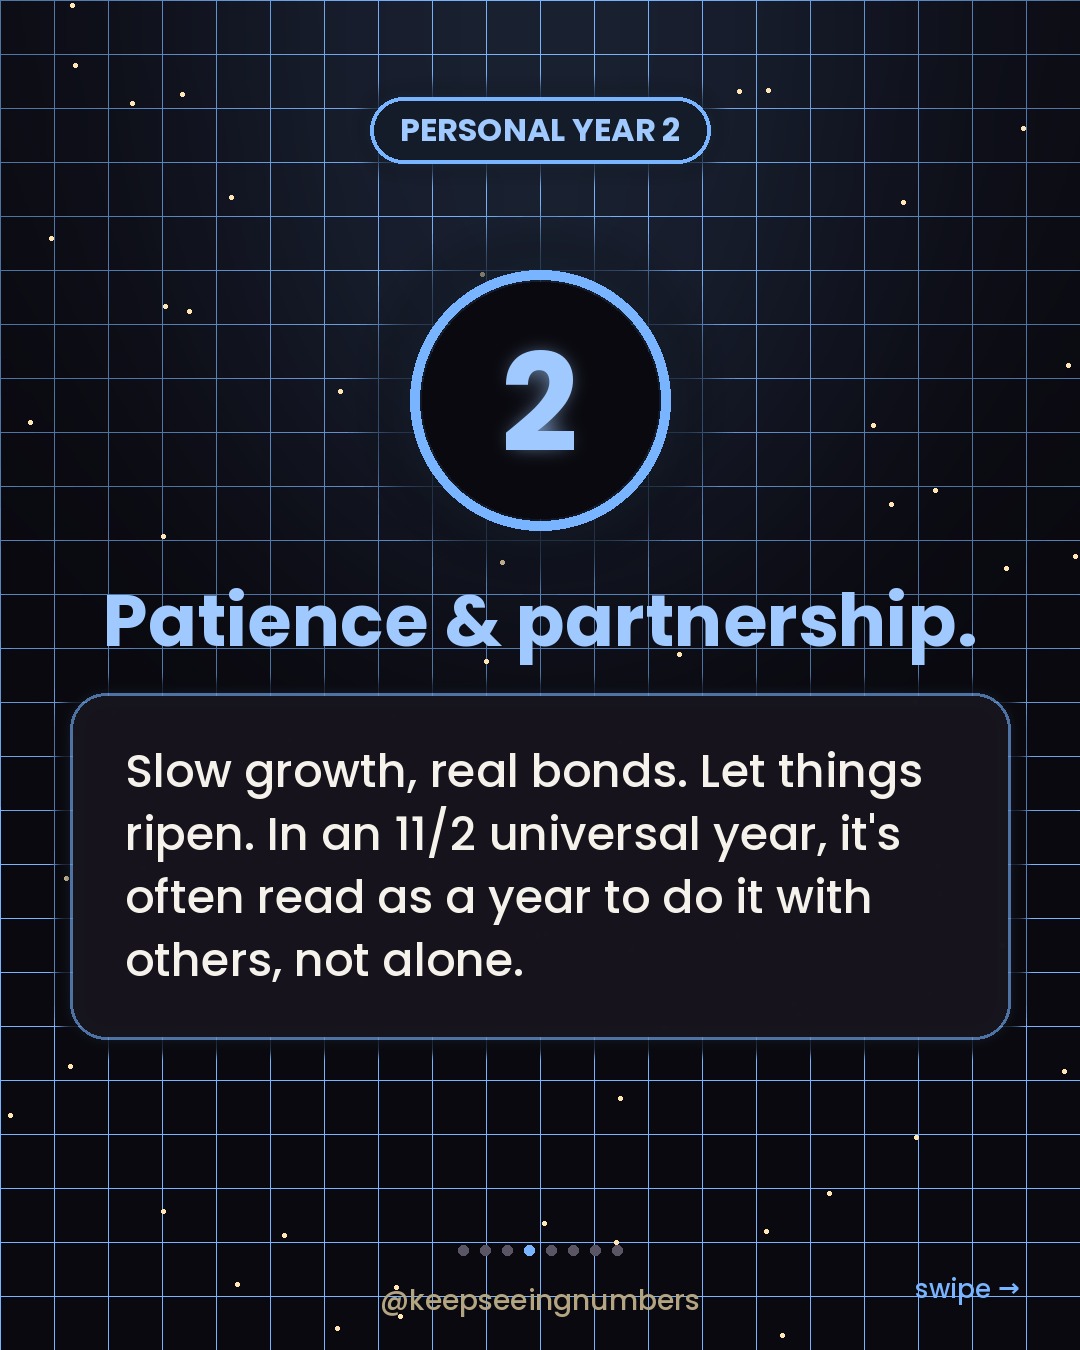 PERSONAL YEAR 2
2
Patience & partnership.
Slow growth, real bonds. Let things
ripen. In an 11/2 universal year, it's
often read as a year to do it with
others, not alone.
@keepseeingnumbers
swipe →